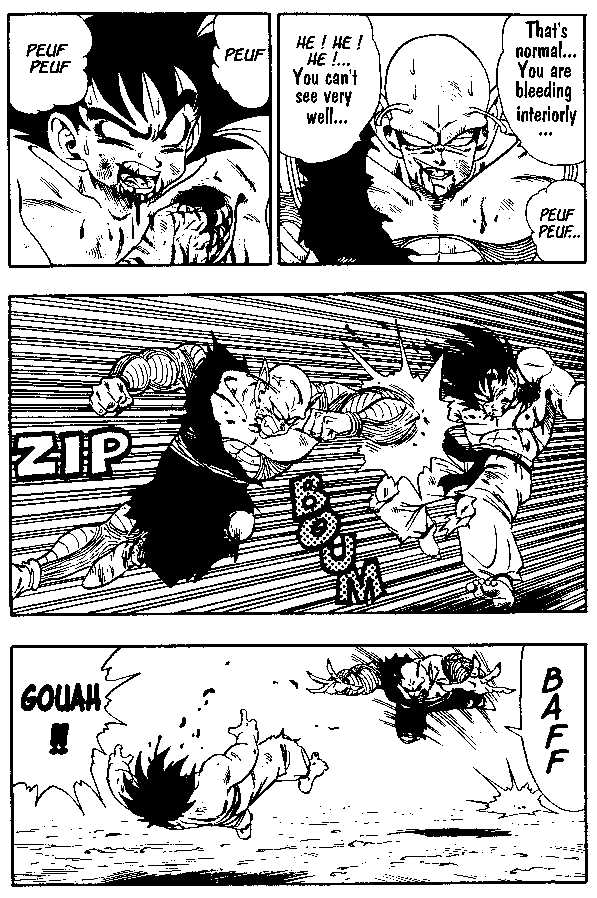 PEUF
PEUF
PEUF
HE ! HE !
HE !...
You can't
see very
well...
That's
normal...
You are
bleeding
interiorly
...
PEUF
PEUF...
ZIP
BOUM
GOUAH
!!
BAFF